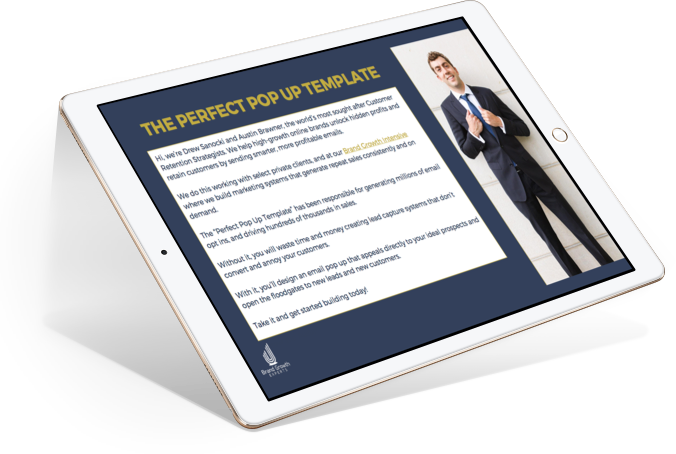 THE PERFECT POP UP TEMPLATE
Hi, we're Drew Sanocki and Austin Brawner, the world's most sought after Customer
Retention Strategists. We help high-growth online brands unlock hidden profits and
retain customers by sending smarter, more profitable emails.
We do this working with select private clients, and at our Brand Growth Intensive
where we build marketing systems that generate repeat sales consistently and on
demand.
The "Perfect Pop Up Template" has been responsible for generating millions of email
opt ins, and driving hundreds of thousands in sales.
Without it, you will waste time and money creating lead capture systems that don't
convert and annoy your customers.
With it, you'll design an email pop up that appeals directly to your ideal prospects and
open the floodgates to new leads and new customers.
Take it and get started building today!
Brand Growth
EXPERTS